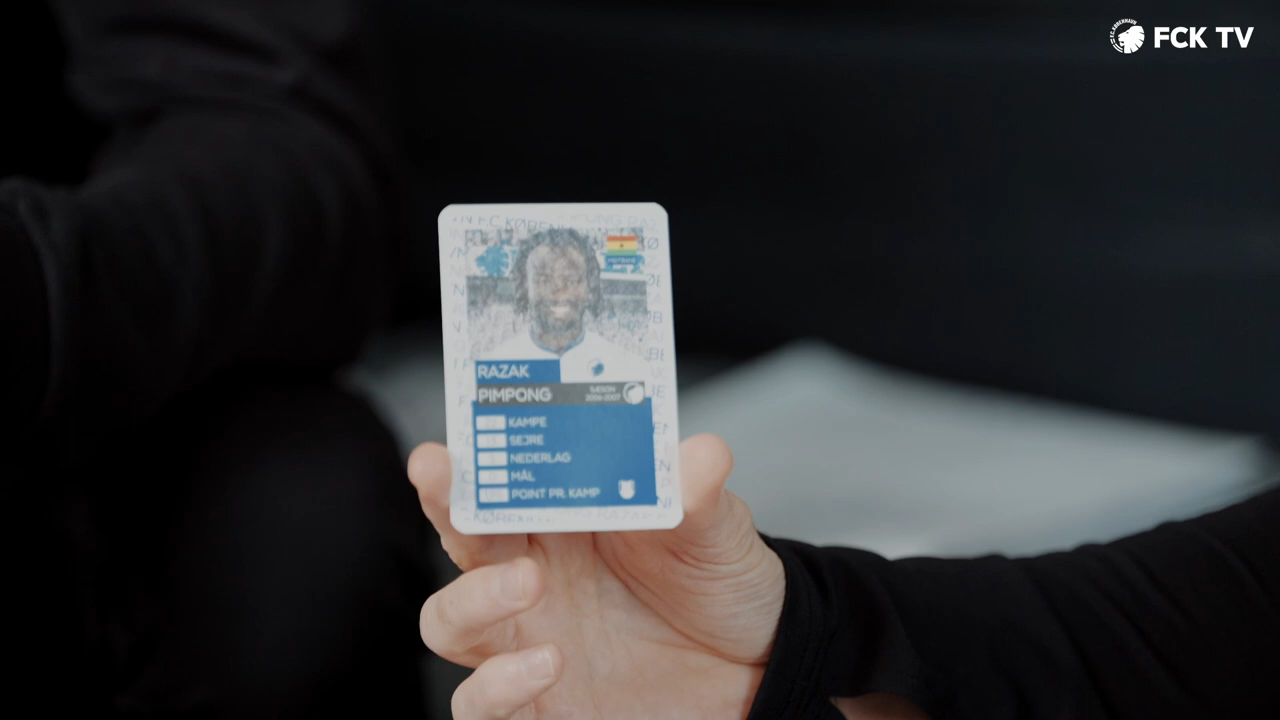 FCK TV
RAZAK
PIMPONG
SÆSON
2006-2007
KAMPE
SEJRE
NEDERLAG
MÅL
POINT PR. KAMP